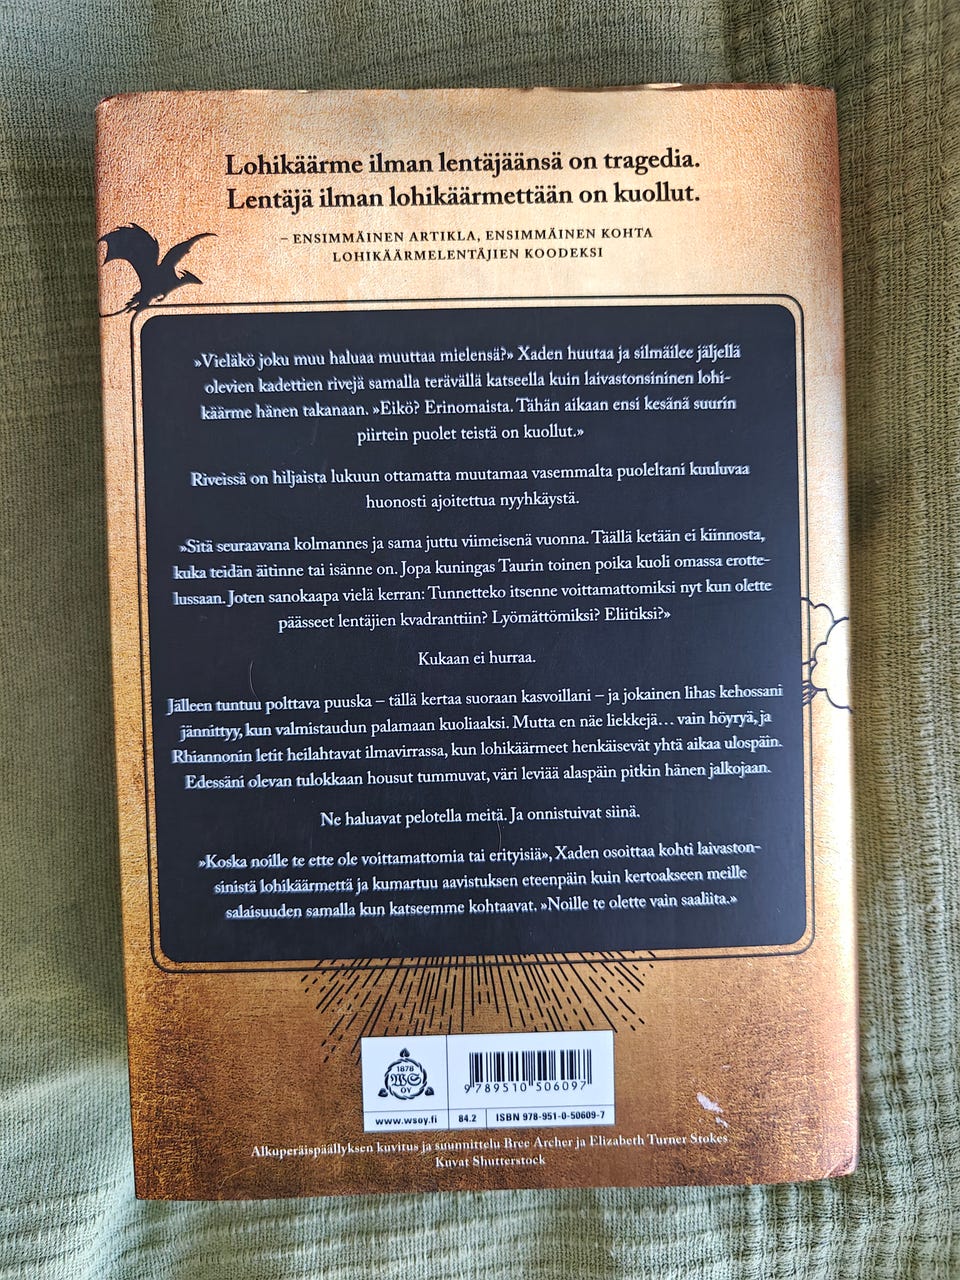 Lohikäärme ilman lentäjäänsä on tragedia.
Lentäjä ilman lohikäärmettään on kuollut.
– ENSIMMÄINEN ARTIKLA, ENSIMMÄINEN KOHTA
LOHIKÄÄRMELENTÄJIEN KOODEKSI
»Vieläkö joku muu haluaa muuttaa mielensä?» Xaden huutaa ja silmäilee jäljellä
olevien kadettien rivejä samalla terävällä katseella kuin laivastonsininen lohi-
käärme hänen takanaan. »Eikö? Erinomaista. Tähän aikaan ensi kesänä suurin
piirtein puolet teistä on kuollut.»
Riveissä on hiljaista lukuun ottamatta muutamaa vasemmalta puoleltani kuuluvaa
huonosti ajoitettua nyyhkäystä.
»Sitä seuraavana kolmannes ja sama juttu viimeisenä vuonna. Täällä ketään ei kiinnosta,
kuka teidän äitinne tai isänne on. Jopa kuningas Taurin toinen poika kuoli omassa erotte-
lussaan. Joten sanokaapa vielä kerran: Tunnetteko itsenne voittamattomiksi nyt kun olette
päässeet lentäjien kvadranttiin? Lyömättömiksi? Eliitiksi?»
Kukaan ei hurraa.
Jälleen tuntuu polttava puuska – tällä kertaa suoraan kasvoillani – ja jokainen lihas kehossani
jännittyy, kun valmistaudun palamaan kuoliaaksi. Mutta en näe liekkejä… vain höyryä, ja
Rhiannonin letit heilahtavat ilmavirrassa, kun lohikäärmeet henkäisevät yhtä aikaa ulospäin.
Edessäni olevan tulokkaan housut tummuvat, väri leviää alaspäin pitkin hänen jalkojaan.
Ne haluavat pelotella meitä. Ja onnistuivat siinä.
»Koska noille te ette ole voittamattomia tai erityisiä», Xaden osoittaa kohti laivaston-
sinistä lohikäärmettä ja kumartuu aavistuksen eteenpäin kuin kertoakseen meille
salaisuuden samalla kun katseemme kohtaavat. »Noille te olette vain saaliita.»
1878
WS
OY
9 789510 506097
www.wsoy.fi
84.2
ISBN 978-951-0-50609-7
Alkuperäispäällyksen kuvitus ja suunnittelu Bree Archer ja Elizabeth Turner Stokes
Kuvat Shutterstock